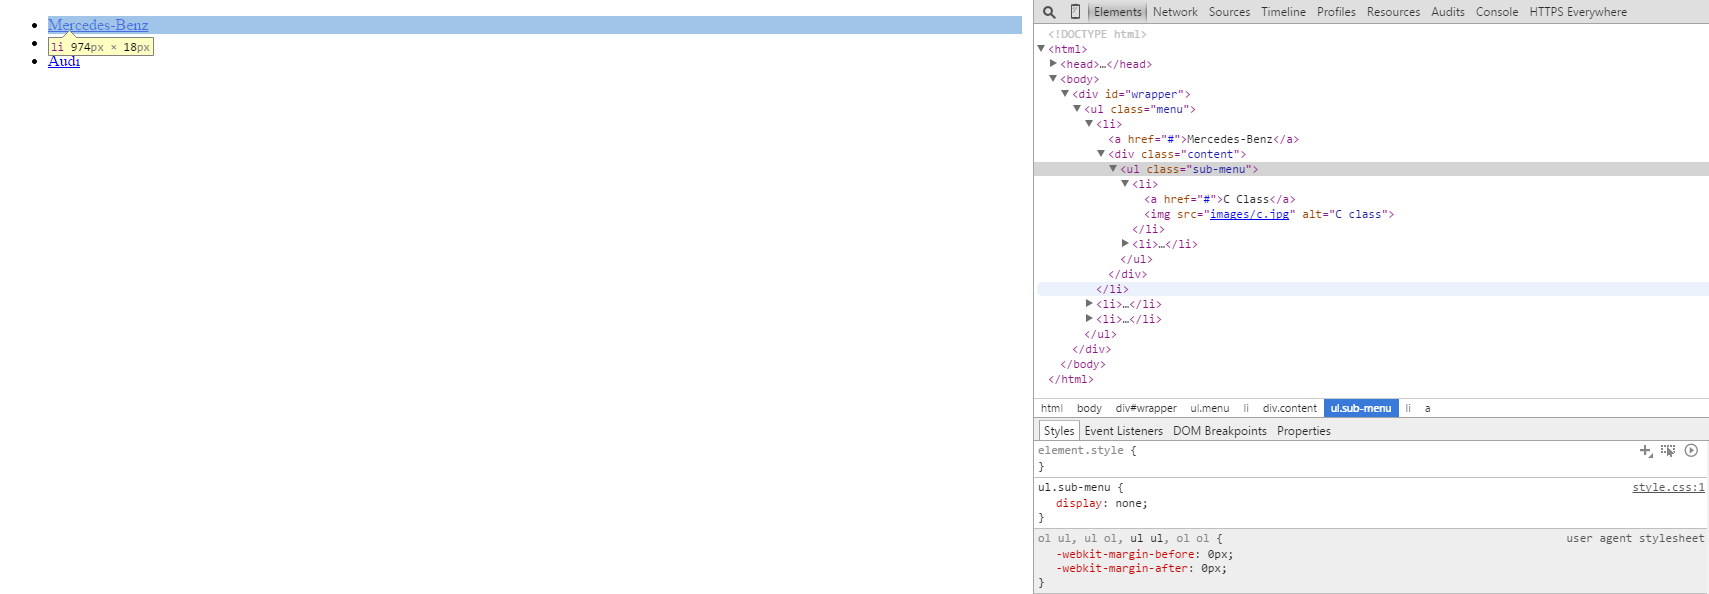 Mercedes-Benz
li 974px × 18px
Audi
Elements Network Sources Timeline Profiles Resources Audits Console HTTPS Everywhere
<!DOCTYPE html>
<html>
<head>…</head>
<body>
<div id="wrapper">
<ul class="menu">
<li>
<a href="#">Mercedes-Benz</a>
<div class="content">
<ul class="sub-menu">
<li>
<a href="#">C Class</a>
<img src="images/c.jpg" alt="C class">
</li>
<li>…</li>
</ul>
</div>
</li>
<li>…</li>
<li>…</li>
</ul>
</div>
</body>
</html>
html body div#wrapper ul.menu li div.content ul.sub-menu li a
Styles Event Listeners DOM Breakpoints Properties
element.style {
}
ul.sub-menu { style.css:1
display: none;
}
ol ul, ul ol, ul ul, ol ol { user agent stylesheet
-webkit-margin-before: 0px;
-webkit-margin-after: 0px;
}